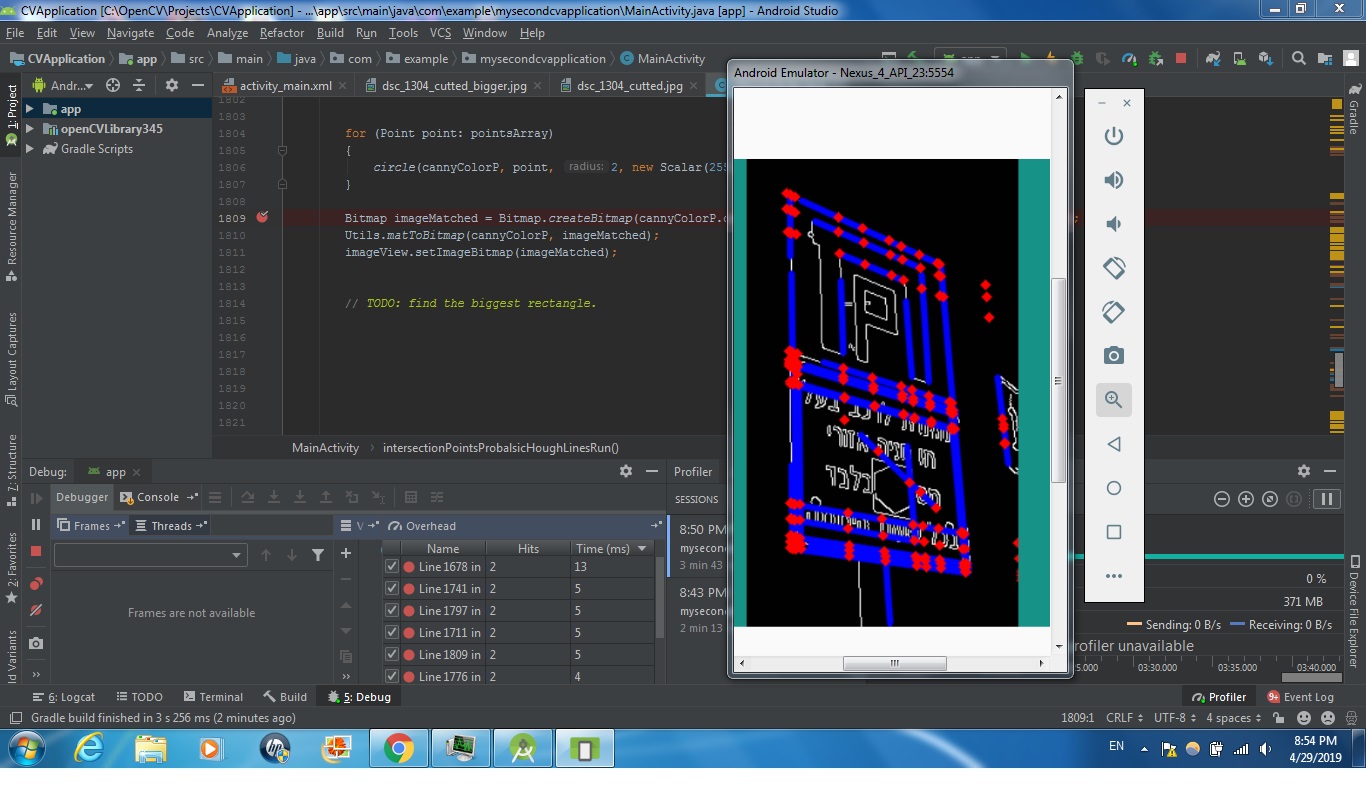 CVApplication [C:\OpenCV\Projects\CVApplication] - ...\app\src\main\java\com\example\mysecondcvapplication\MainActivity.java [app] - Android Studio
File Edit View Navigate Code Analyze Refactor Build Run Tools VCS Window Help
CVApplication app src main java com example mysecondcvapplication MainActivity
Android Emulator - Nexus_4_API_23:5554
1: Project
Resource Manager
Layout Captures
Z: Structure
2: Favorites
ld Variants
Andr...
activity_main.xml dsc_1304_cutted_bigger.jpg dsc_1304_cutted.jpg
app
openCVLibrary345
Gradle Scripts
1802
1803
1804 for (Point point: pointsArray)
1805 {
1806 circle(cannyColorP, point, radius: 2, new Scalar(255
1807 }
1808
1809 Bitmap imageMatched = Bitmap.createBitmap(cannyColorP.
1810 Utils.matToBitmap(cannyColorP, imageMatched);
1811 imageView.setImageBitmap(imageMatched);
1812
1813
1814 // TODO: find the biggest rectangle.
1815
1816
1817
1818
1819
1820
1821
MainActivity intersectionPointsProbalsicHoughLinesRun()
חניה אזורי
בלבד
Gradle
Device File Explorer
Debug: app Profiler
Debugger Console SESSIONS
Frames Threads V Overhead
Name Hits Time (ms)
Line 1678 in 2 13
Line 1741 in 2 5
Line 1797 in 2 5
Line 1711 in 2 5
Line 1809 in 2 5
Line 1776 in 2 4
Frames are not available
8:50 PM
mysecon
3 min 43
8:43 PM
mysecon
2 min 13
0 %
371 MB
Sending: 0 B/s Receiving: 0 B/s
rofiler unavailable
5.000 03:30.000 03:35.000 03:40.000
6: Logcat TODO Terminal Build 5: Debug Profiler 9+ Event Log
Gradle build finished in 3 s 256 ms (2 minutes ago) 1809:1 CRLF UTF-8 4 spaces
EN
8:54 PM
4/29/2019